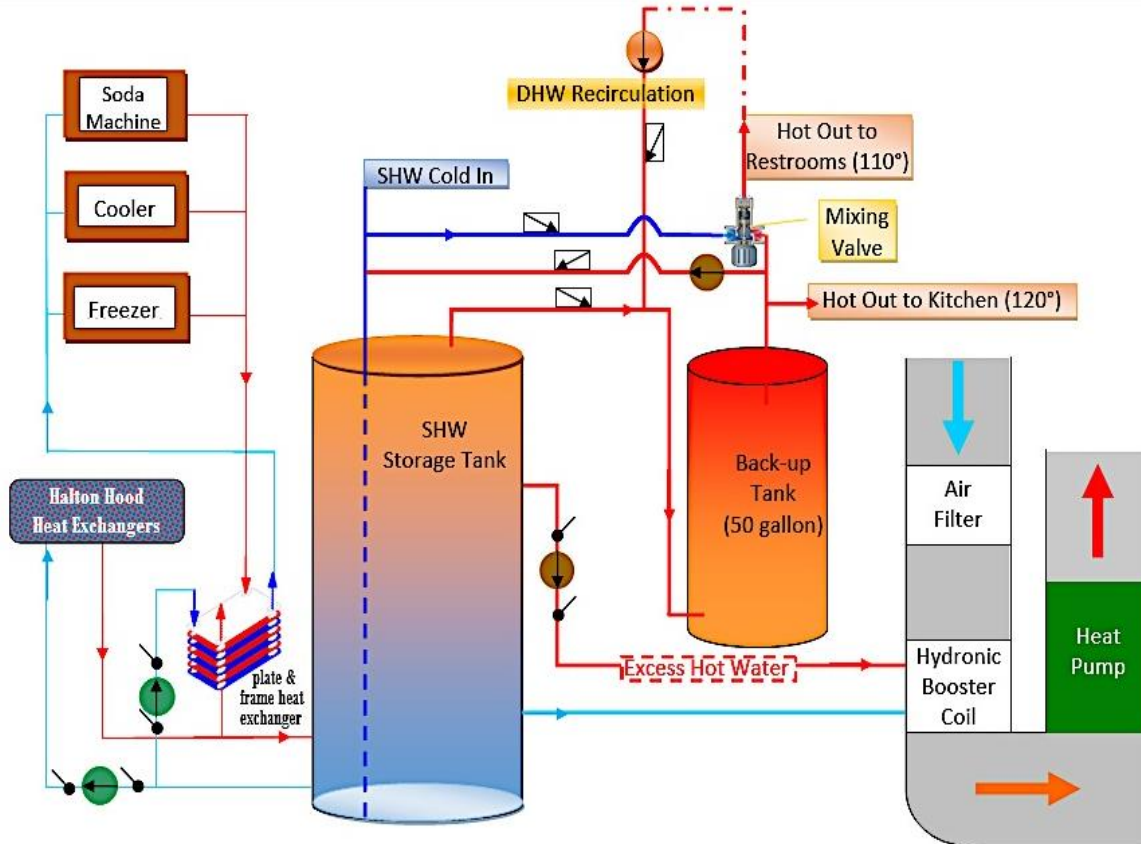 Soda
Machine
Cooler
Freezer
Halton Hood
Heat Exchangers
plate &
frame heat
exchanger
SHW Cold In
SHW
Storage Tank
DHW Recirculation
Hot Out to
Restrooms (110°)
Mixing
Valve
Hot Out to Kitchen (120°)
Back-up
Tank
(50 gallon)
Excess Hot Water
Air
Filter
Hydronic
Booster
Coil
Heat
Pump